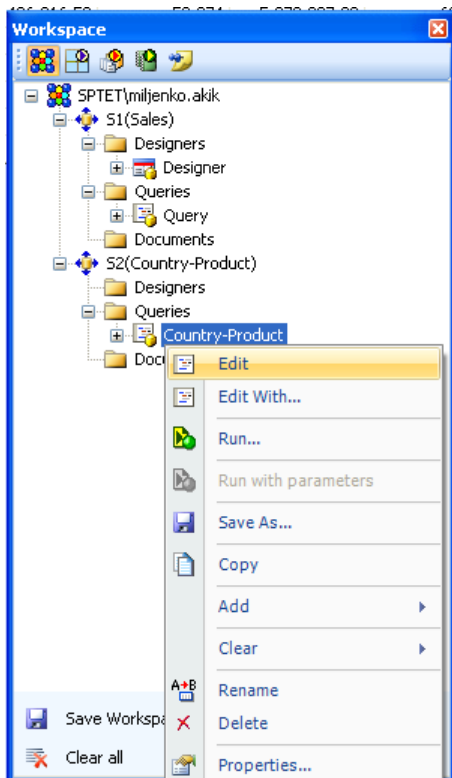 Workspace
SPTET\miljenko.akik
S1(Sales)
Designers
Designer
Queries
Query
Documents
S2(Country-Product)
Designers
Queries
Country-Product
Edit
Edit With...
Run...
Run with parameters
Save As...
Copy
Add
Clear
A+B Rename
Save Workspa
Delete
Clear all
Properties...